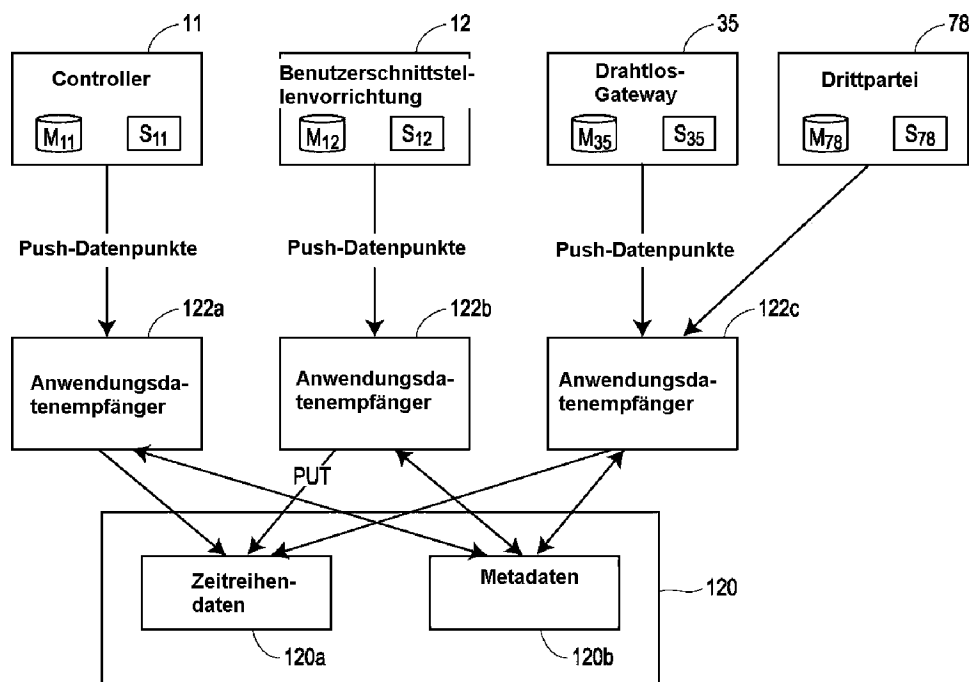 11
12
35
78
Controller
Benutzerschnittstel-
lenvorrichtung
Drahtlos-
Gateway
Drittpartei
M11
S11
M12
S12
M35
S35
M78
S78
Push-Datenpunkte
Push-Datenpunkte
Push-Datenpunkte
122a
122b
122c
Anwendungsda-
tenempfänger
Anwendungsda-
tenempfänger
Anwendungsda-
tenempfänger
PUT
Zeitreihen-
daten
Metadaten
120
120a
120b